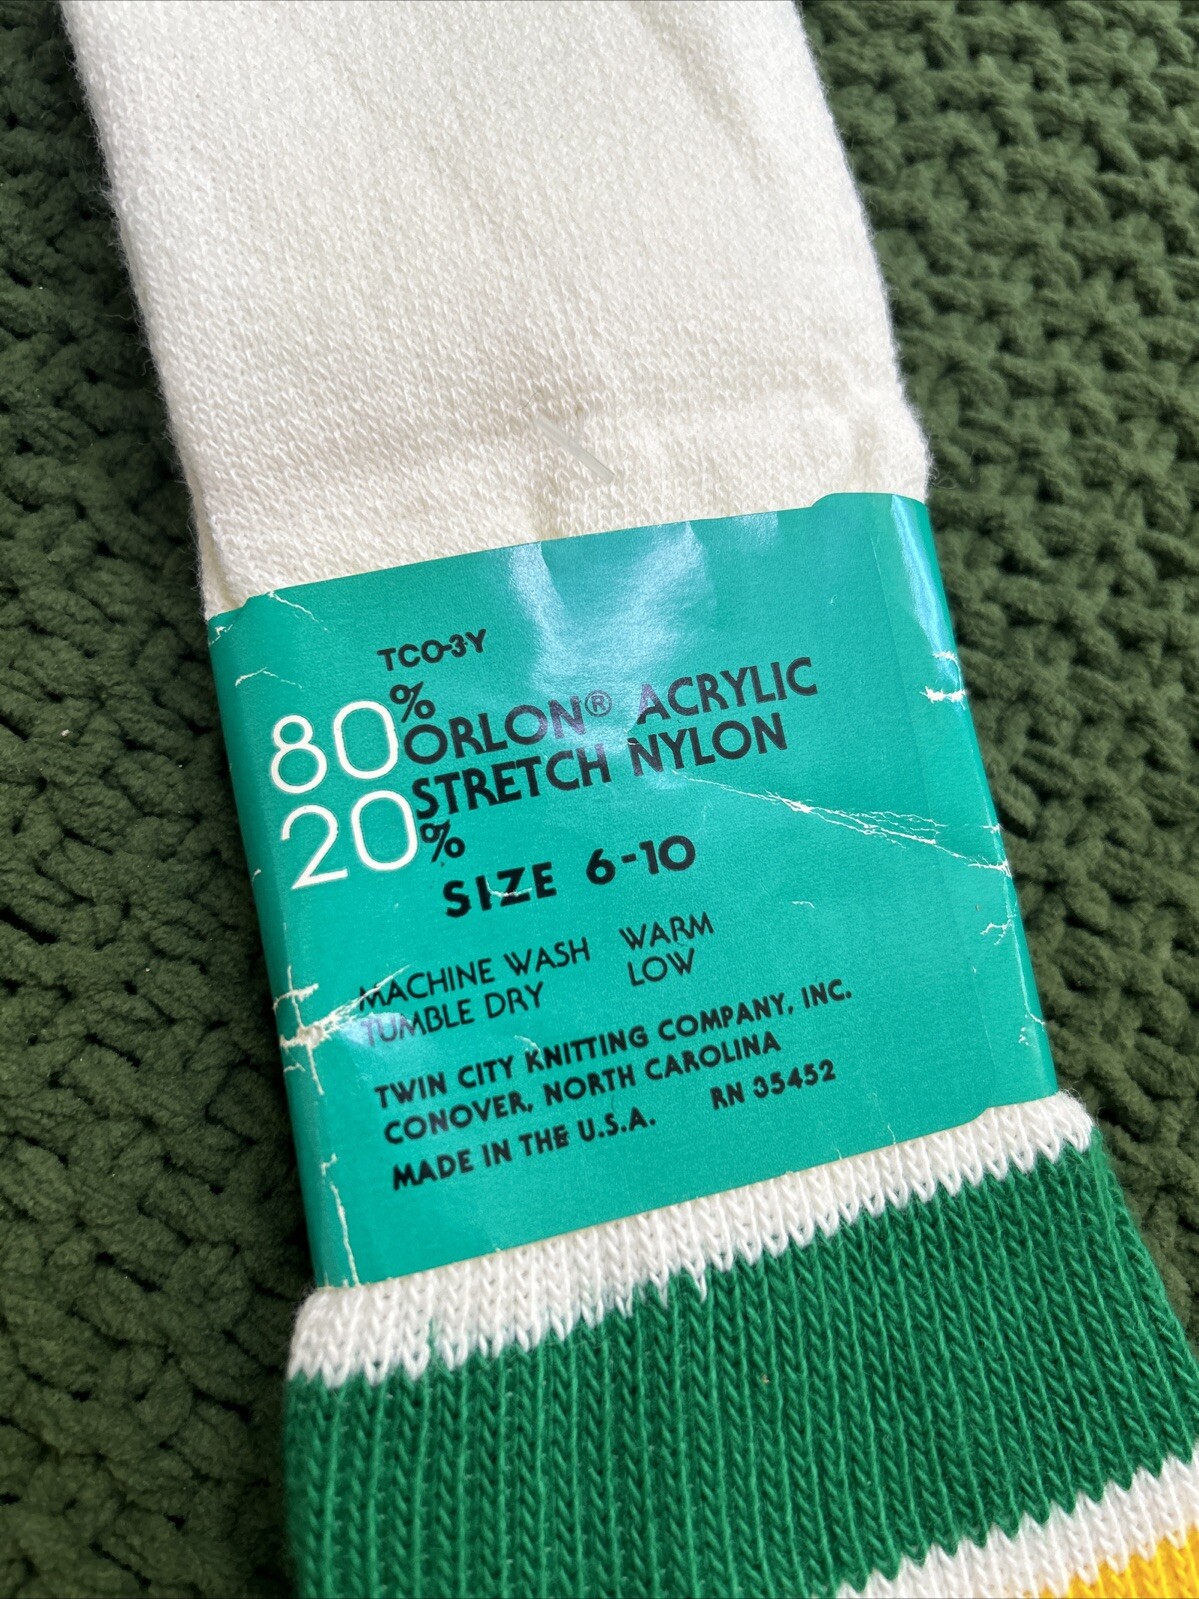 TCO-3Y
80% ORLON® ACRYLIC
20% STRETCH NYLON
SIZE 6-10
MACHINE WASH WARM
TUMBLE DRY LOW
TWIN CITY KNITTING COMPANY, INC.
CONOVER, NORTH CAROLINA
MADE IN THE U.S.A. RN 35452